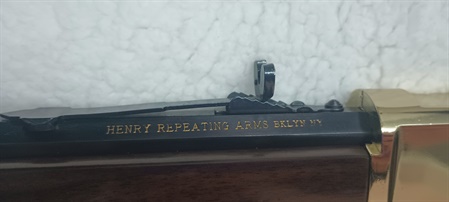 HENRY REPEATING ARMS BKLYN NY